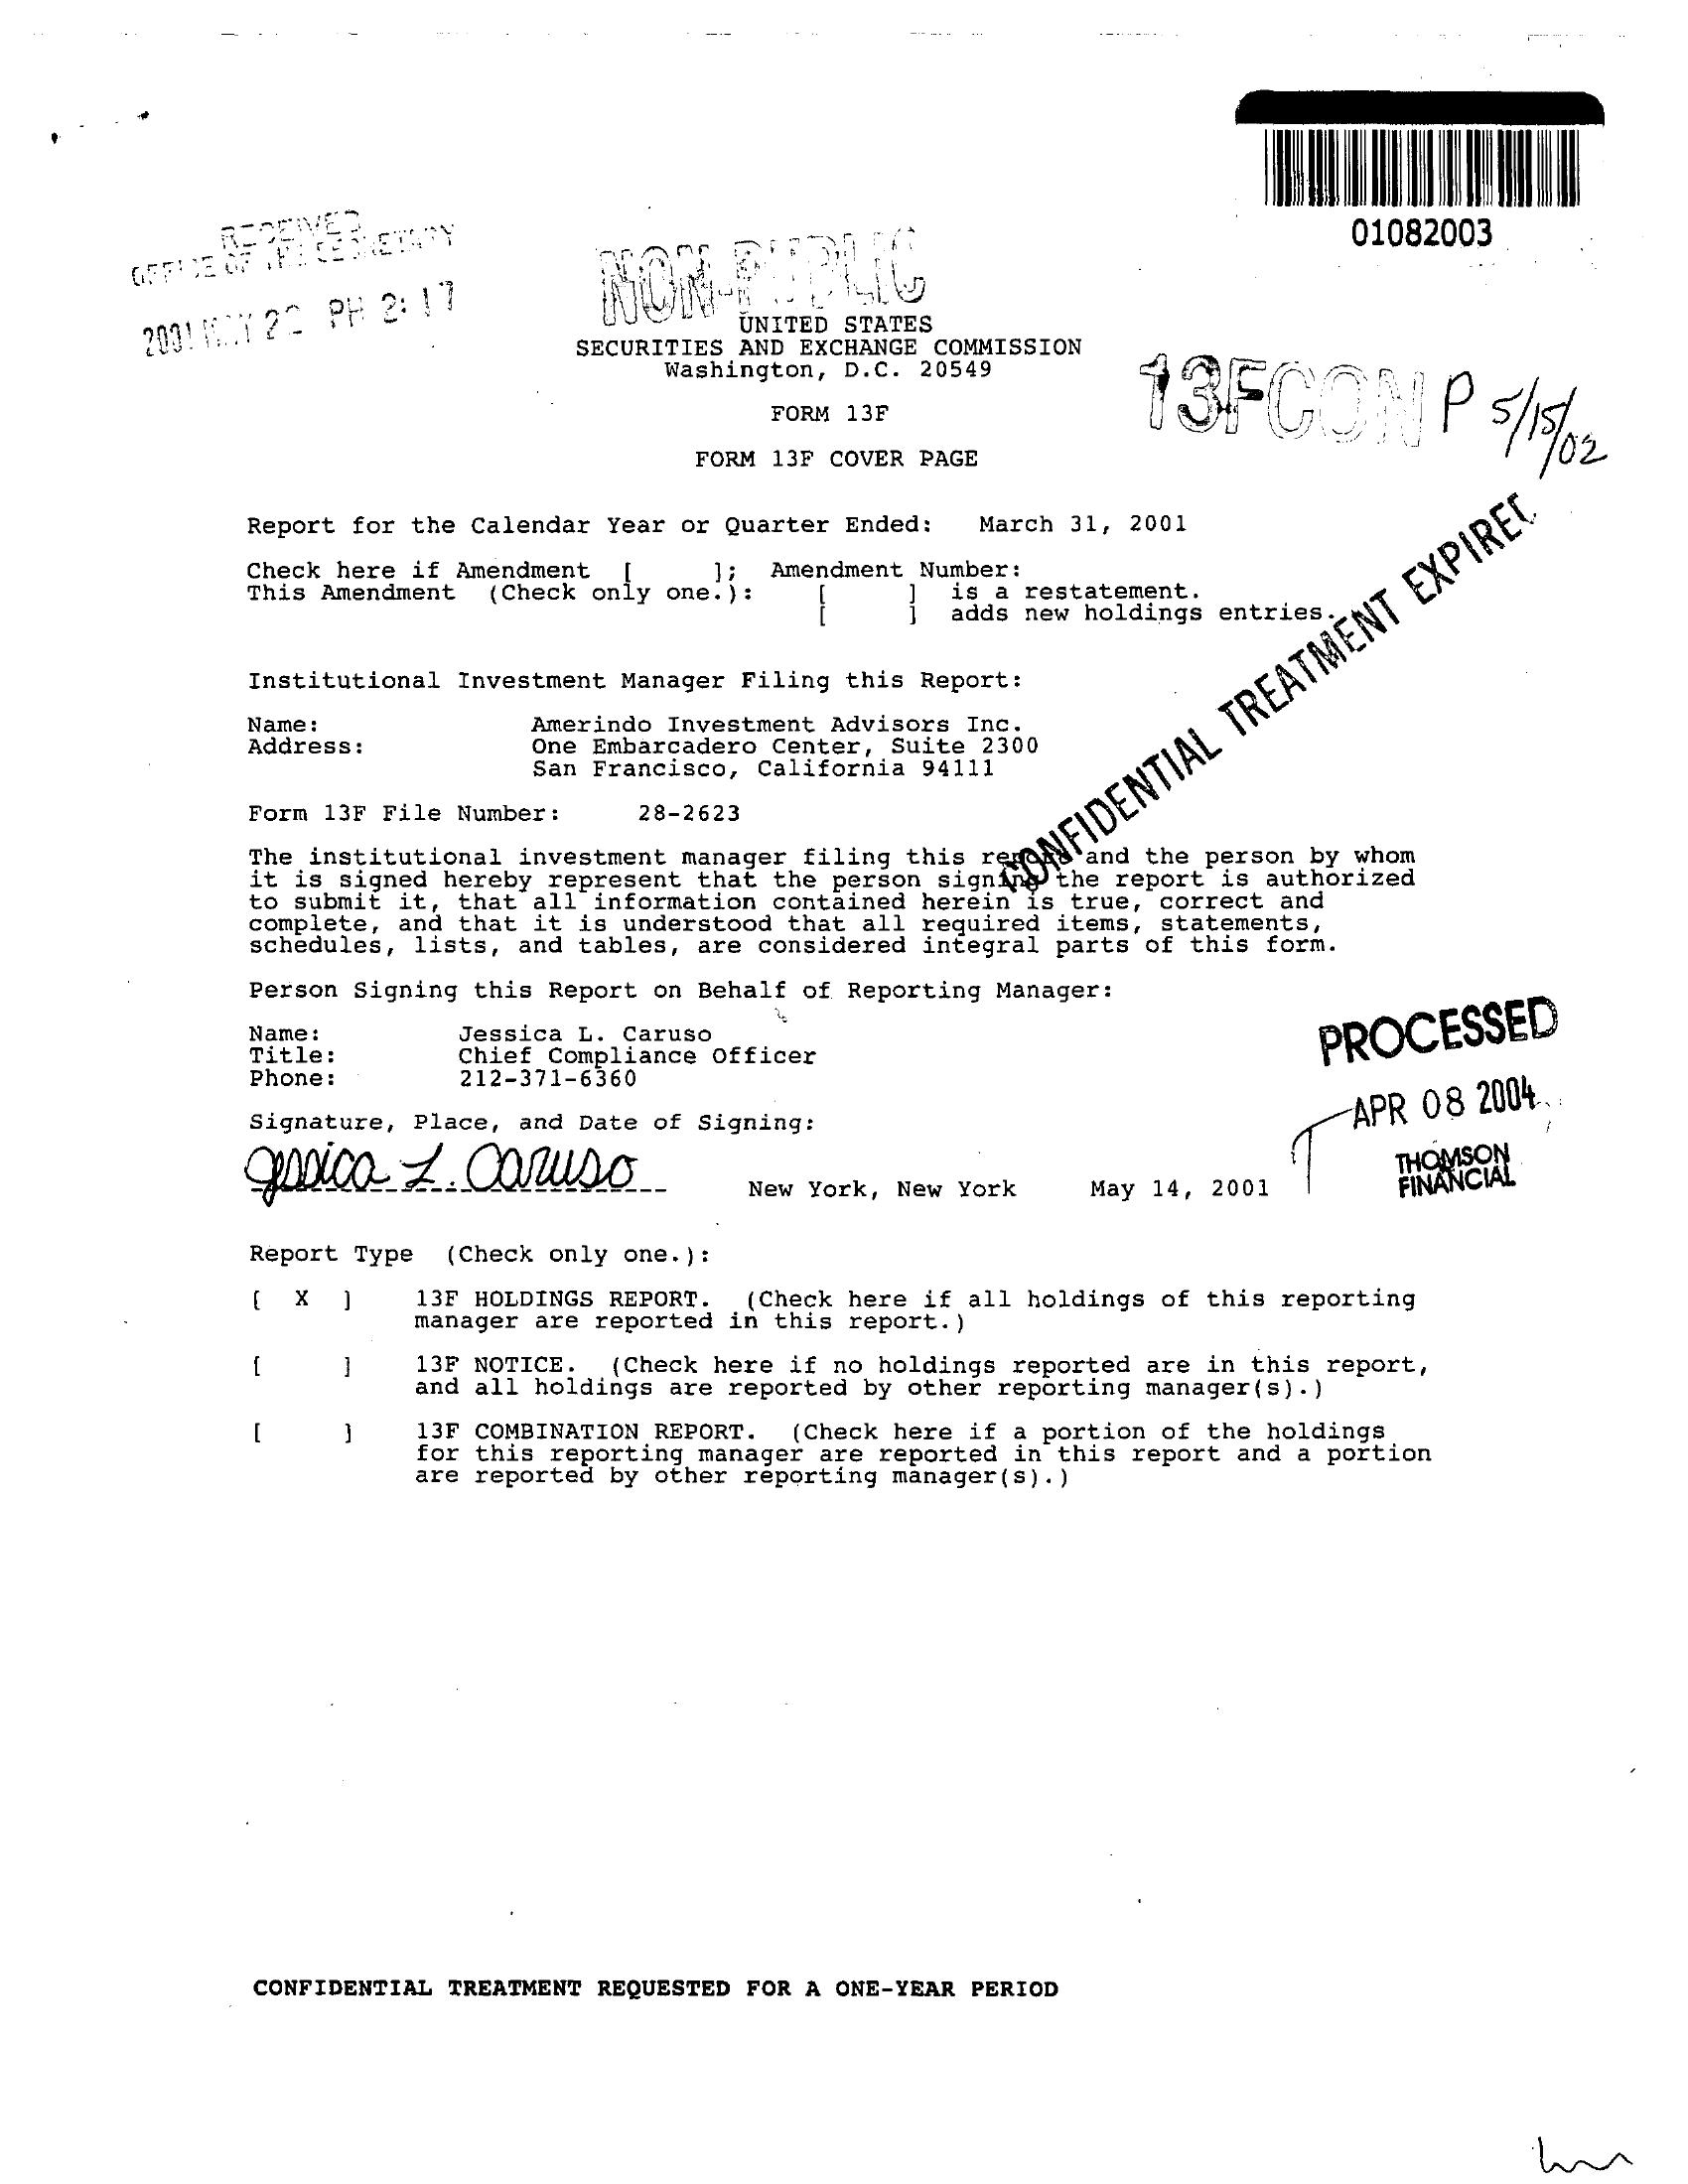 01082003
RECEIVED
OFFICE OF THE SECRETARY
PM 2:17
NON-PUBLIC
UNITED STATES
SECURITIES AND EXCHANGE COMMISSION
Washington, D.C. 20549
13FCON P 5/15/02
FORM 13F
FORM 13F COVER PAGE
Report for the Calendar Year or Quarter Ended: March 31, 2001
Check here if Amendment [ ]; Amendment Number:
This Amendment (Check only one.): [ ] is a restatement.
[ ] adds new holdings entries.
CONFIDENTIAL TREATMENT EXPIRED
Institutional Investment Manager Filing this Report:
Name: Amerindo Investment Advisors Inc.
Address: One Embarcadero Center, Suite 2300
San Francisco, California 94111
Form 13F File Number: 28-2623
The institutional investment manager filing this report and the person by whom
it is signed hereby represent that the person signing the report is authorized
to submit it, that all information contained herein is true, correct and
complete, and that it is understood that all required items, statements,
schedules, lists, and tables, are considered integral parts of this form.
Person Signing this Report on Behalf of Reporting Manager:
Name: Jessica L. Caruso
Title: Chief Compliance Officer
Phone: 212-371-6360
PROCESSED
APR 08 2004
THOMSON
FINANCIAL
Signature, Place, and Date of Signing:
Jessica L. Caruso New York, New York May 14, 2001
Report Type (Check only one.):
[ X ] 13F HOLDINGS REPORT. (Check here if all holdings of this reporting
manager are reported in this report.)
[ ] 13F NOTICE. (Check here if no holdings reported are in this report,
and all holdings are reported by other reporting manager(s).)
[ ] 13F COMBINATION REPORT. (Check here if a portion of the holdings
for this reporting manager are reported in this report and a portion
are reported by other reporting manager(s).)
CONFIDENTIAL TREATMENT REQUESTED FOR A ONE-YEAR PERIOD